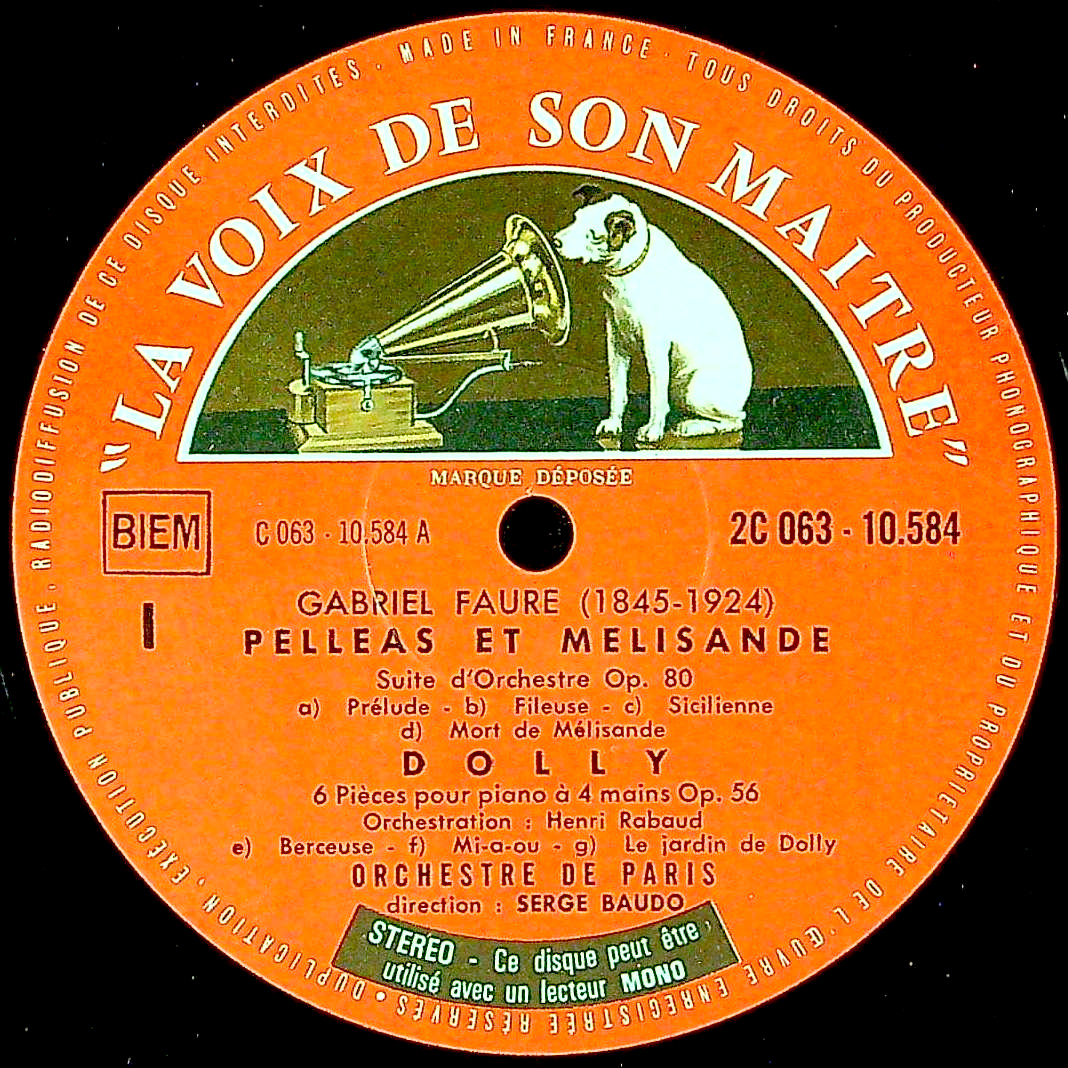 MADE IN FRANCE · TOUS DROITS DU PRODUCTEUR PHONOGRAPHIQUE ET DU PROPRIETAIRE DE L'ŒUVRE ENREGISTRÉE RÉSERVÉS • DUPLICATION, EXÉCUTION PUBLIQUE, RADIODIFFUSION DE CE DISQUE INTERDITES ·
"LA VOIX DE SON MAITRE"
MARQUE DÉPOSÉE
BIEM
C 063 - 10.584 A
2C 063 - 10.584
I
GABRIEL FAURE (1845-1924)
PELLEAS ET MELISANDE
Suite d'Orchestre Op. 80
a) Prélude - b) Fileuse - c) Sicilienne
d) Mort de Mélisande
DOLLY
6 Pièces pour piano à 4 mains Op. 56
Orchestration : Henri Rabaud
e) Berceuse - f) Mi-a-ou - g) Le jardin de Dolly
ORCHESTRE DE PARIS
direction : SERGE BAUDO
STEREO - Ce disque peut être
utilisé avec un lecteur MONO